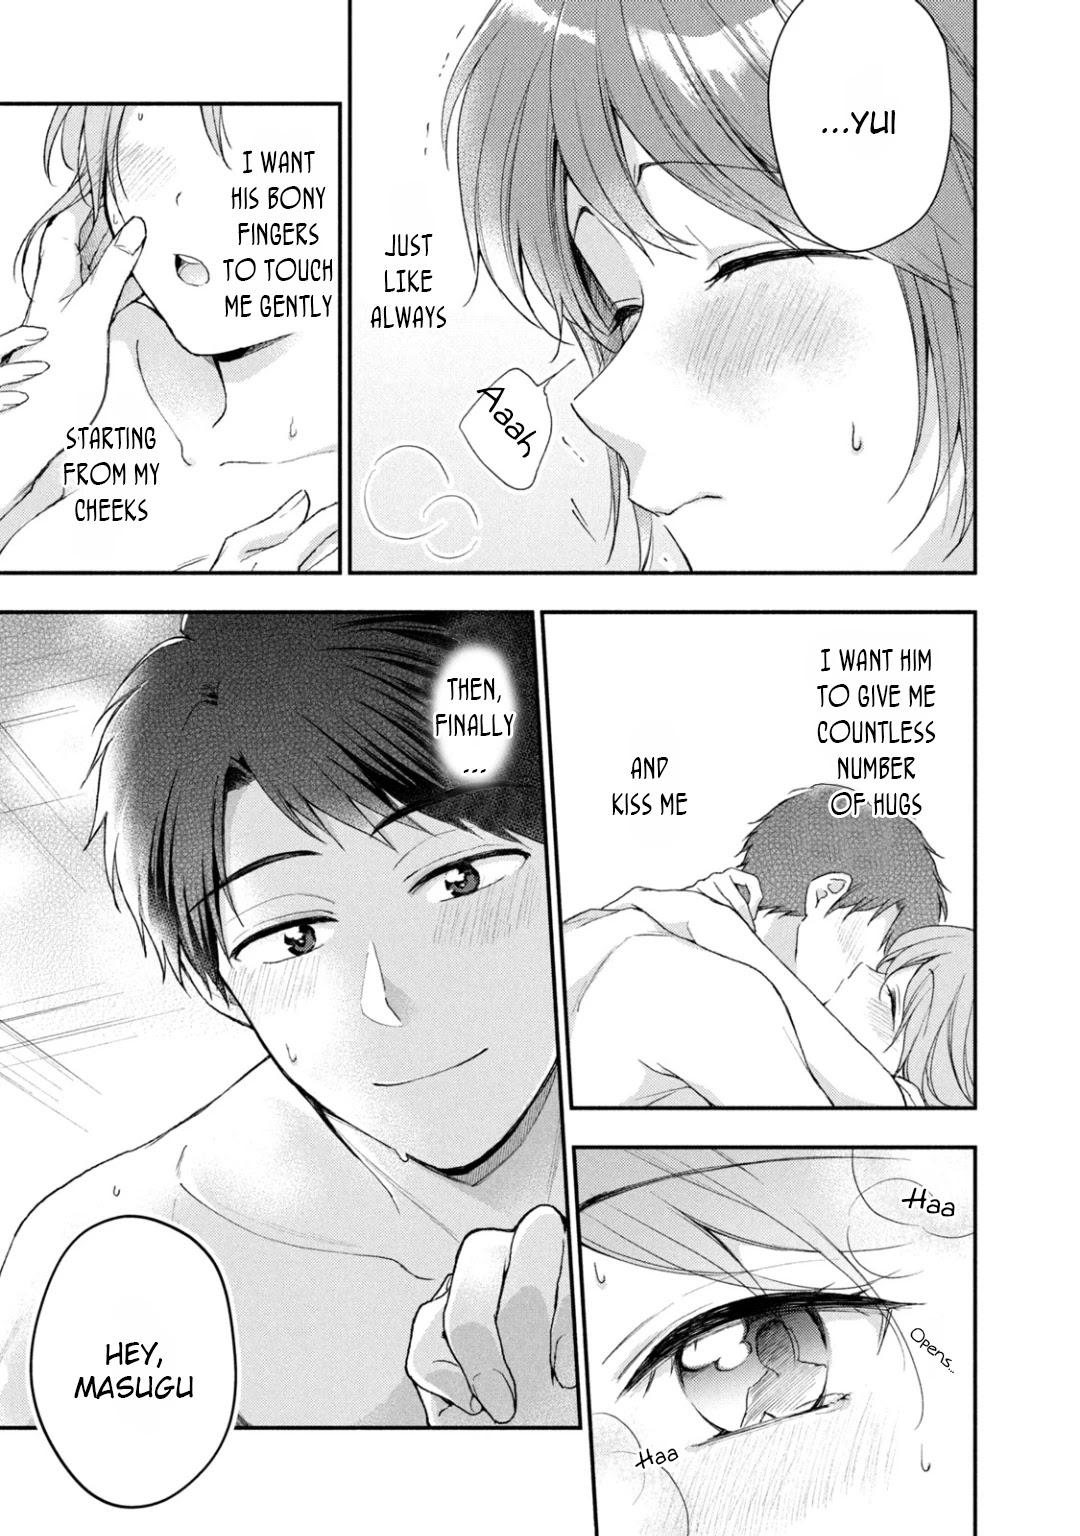 ...YUI
JUST
LIKE
ALWAYS
Aaah
I WANT
HIS BONY
FINGERS
TO TOUCH
ME GENTLY
STARTING
FROM MY
CHEEKS
I WANT HIM
TO GIVE ME
COUNTLESS
NUMBER
OF HUGS
AND
KISS ME
THEN,
FINALLY
...
HEY,
MASUGU
Haa
Opens...
Haa